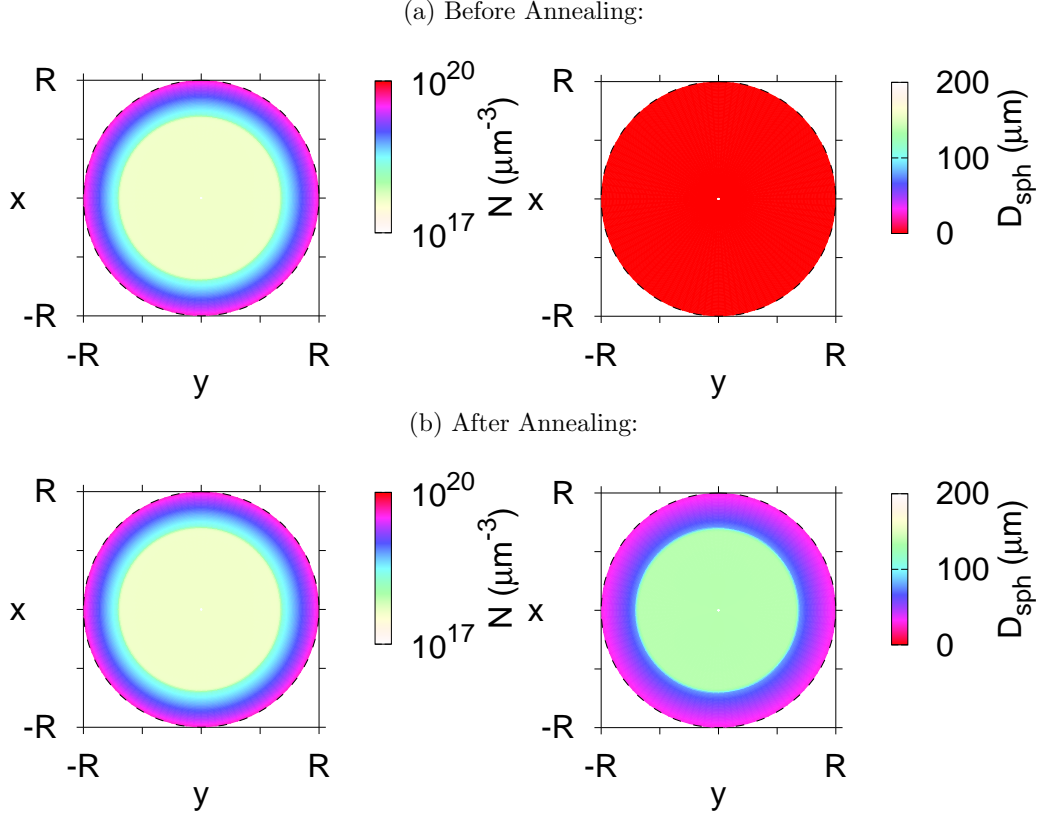 (a) Before Annealing:
R
x
-R
-R
R
y
10^20
10^17
N (μm^-3)
R
x
-R
-R
R
y
200
100
0
D_sph (μm)
(b) After Annealing:
R
x
-R
-R
R
y
10^20
10^17
N (μm^-3)
R
x
-R
-R
R
y
200
100
0
D_sph (μm)